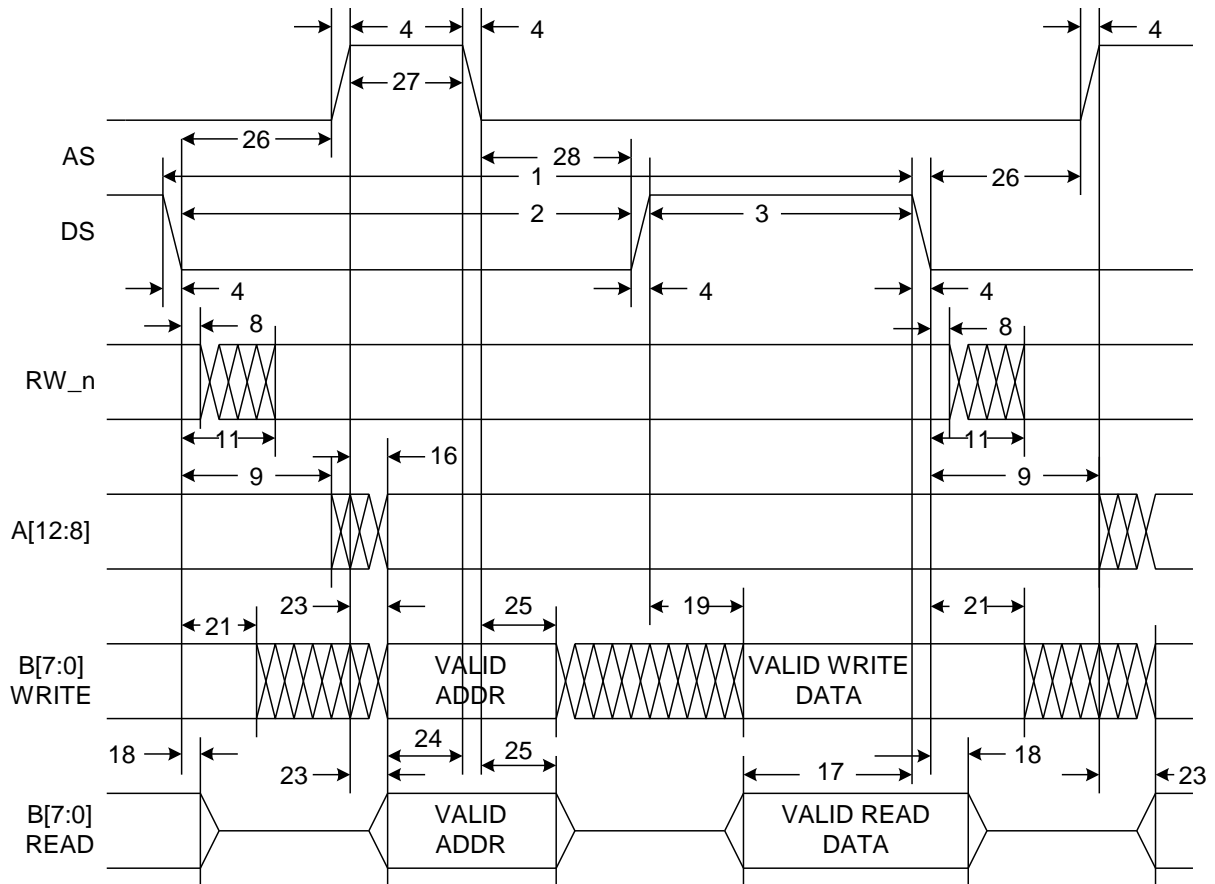 4 4 4
27
26
AS
28
1 26
2 3
DS
4 4 4
8 8
RW_n
11 11
16
9 9
A[12:8]
23 25 19 21
21
B[7:0] VALID VALID WRITE
WRITE ADDR DATA
18 24 18
23 25 17 23
B[7:0] VALID VALID READ
READ ADDR DATA